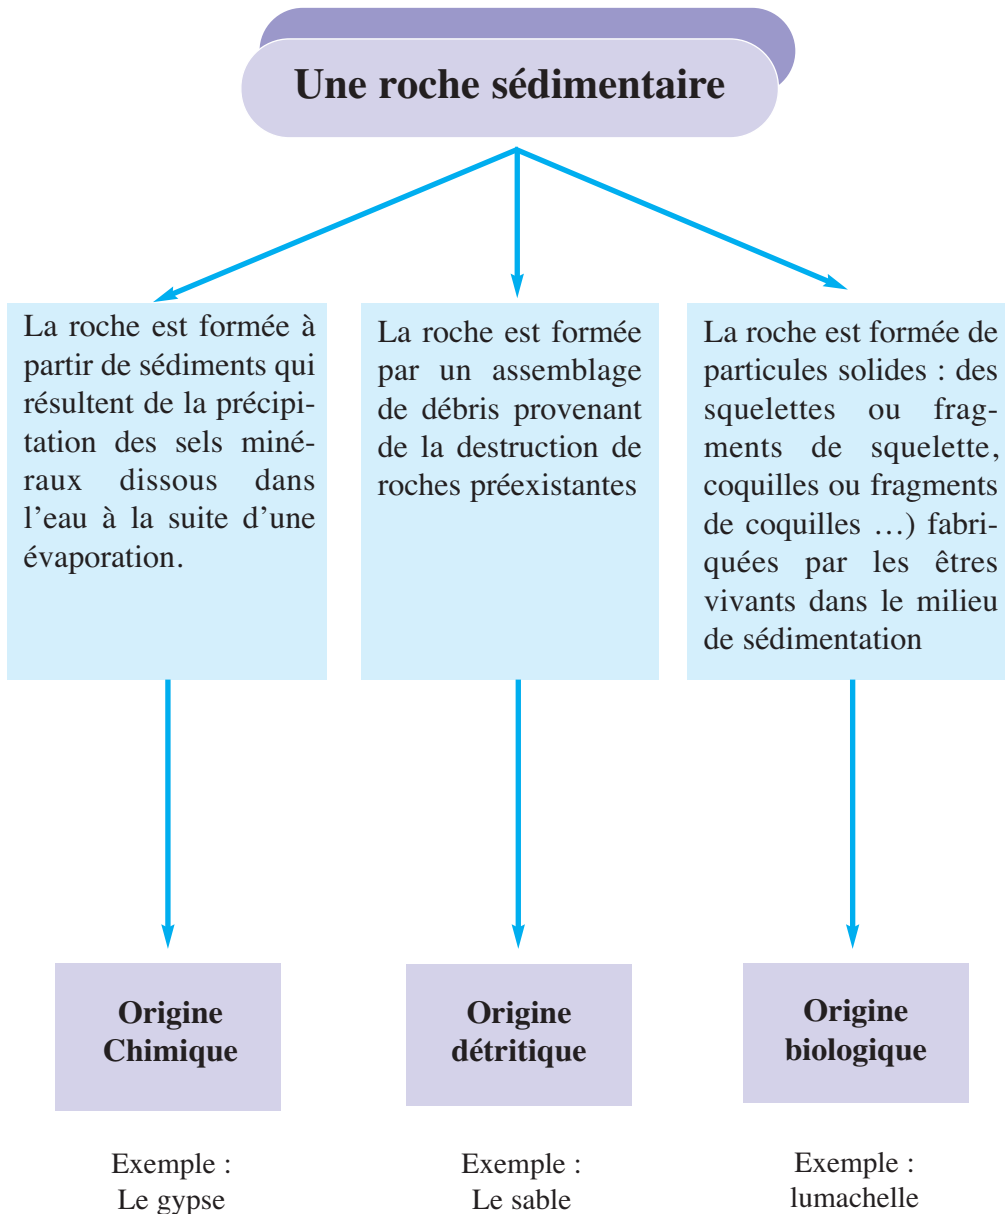 Une roche sédimentaire
La roche est formée à
partir de sédiments qui
résultent de la précipi-
tation des sels miné-
raux dissous dans
l'eau à la suite d'une
évaporation.
La roche est formée
par un assemblage
de débris provenant
de la destruction de
roches préexistantes
La roche est formée de
particules solides : des
squelettes ou frag-
ments de squelette,
coquilles ou fragments
de coquilles …) fabri-
quées par les êtres
vivants dans le milieu
de sédimentation
Origine
Chimique
Origine
détritique
Origine
biologique
Exemple :
Le gypse
Exemple :
Le sable
Exemple :
lumachelle